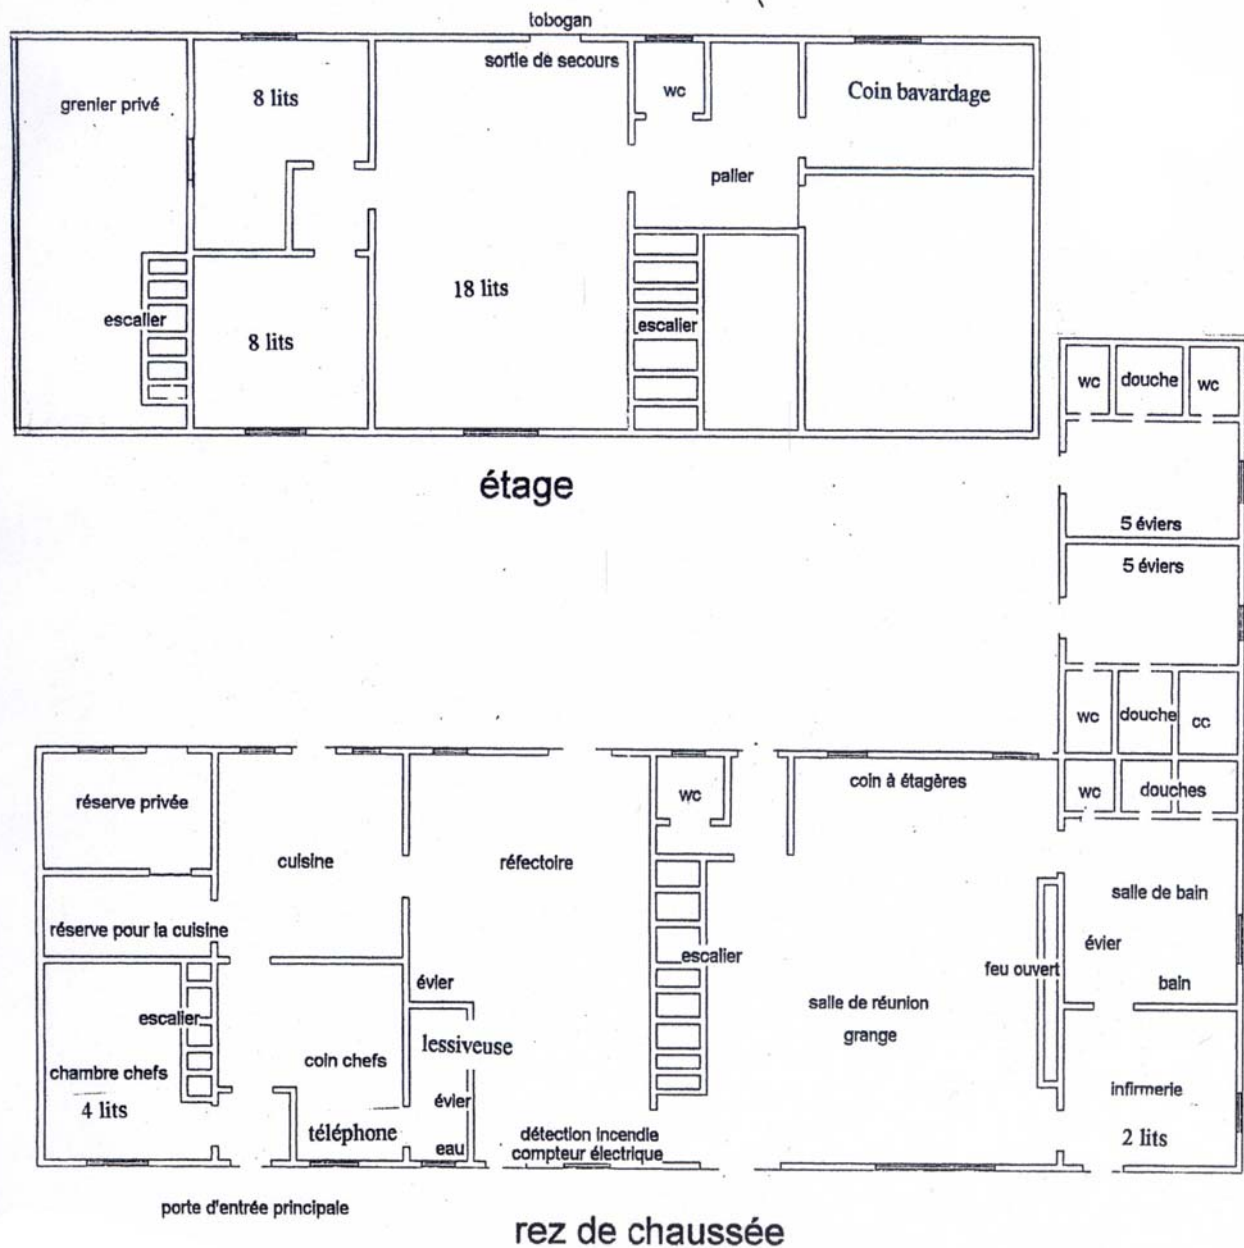 tobogan
sortie de secours
grenier privé
8 lits
wc
Coin bavardage
palier
18 lits
escalier
escalier
8 lits
étage
wc
douche
wc
5 éviers
5 éviers
wc
douche
cc
wc
douches
réserve privée
cuisine
réfectoire
wc
coin à étagères
réserve pour la cuisine
salle de bain
évier
bain
escalier
feu ouvert
évier
salle de réunion
grange
escalier
lessiveuse
chambre chefs
4 lits
coin chefs
infirmerie
2 lits
évier
téléphone
eau
détection incendie
compteur électrique
porte d'entrée principale
rez de chaussée